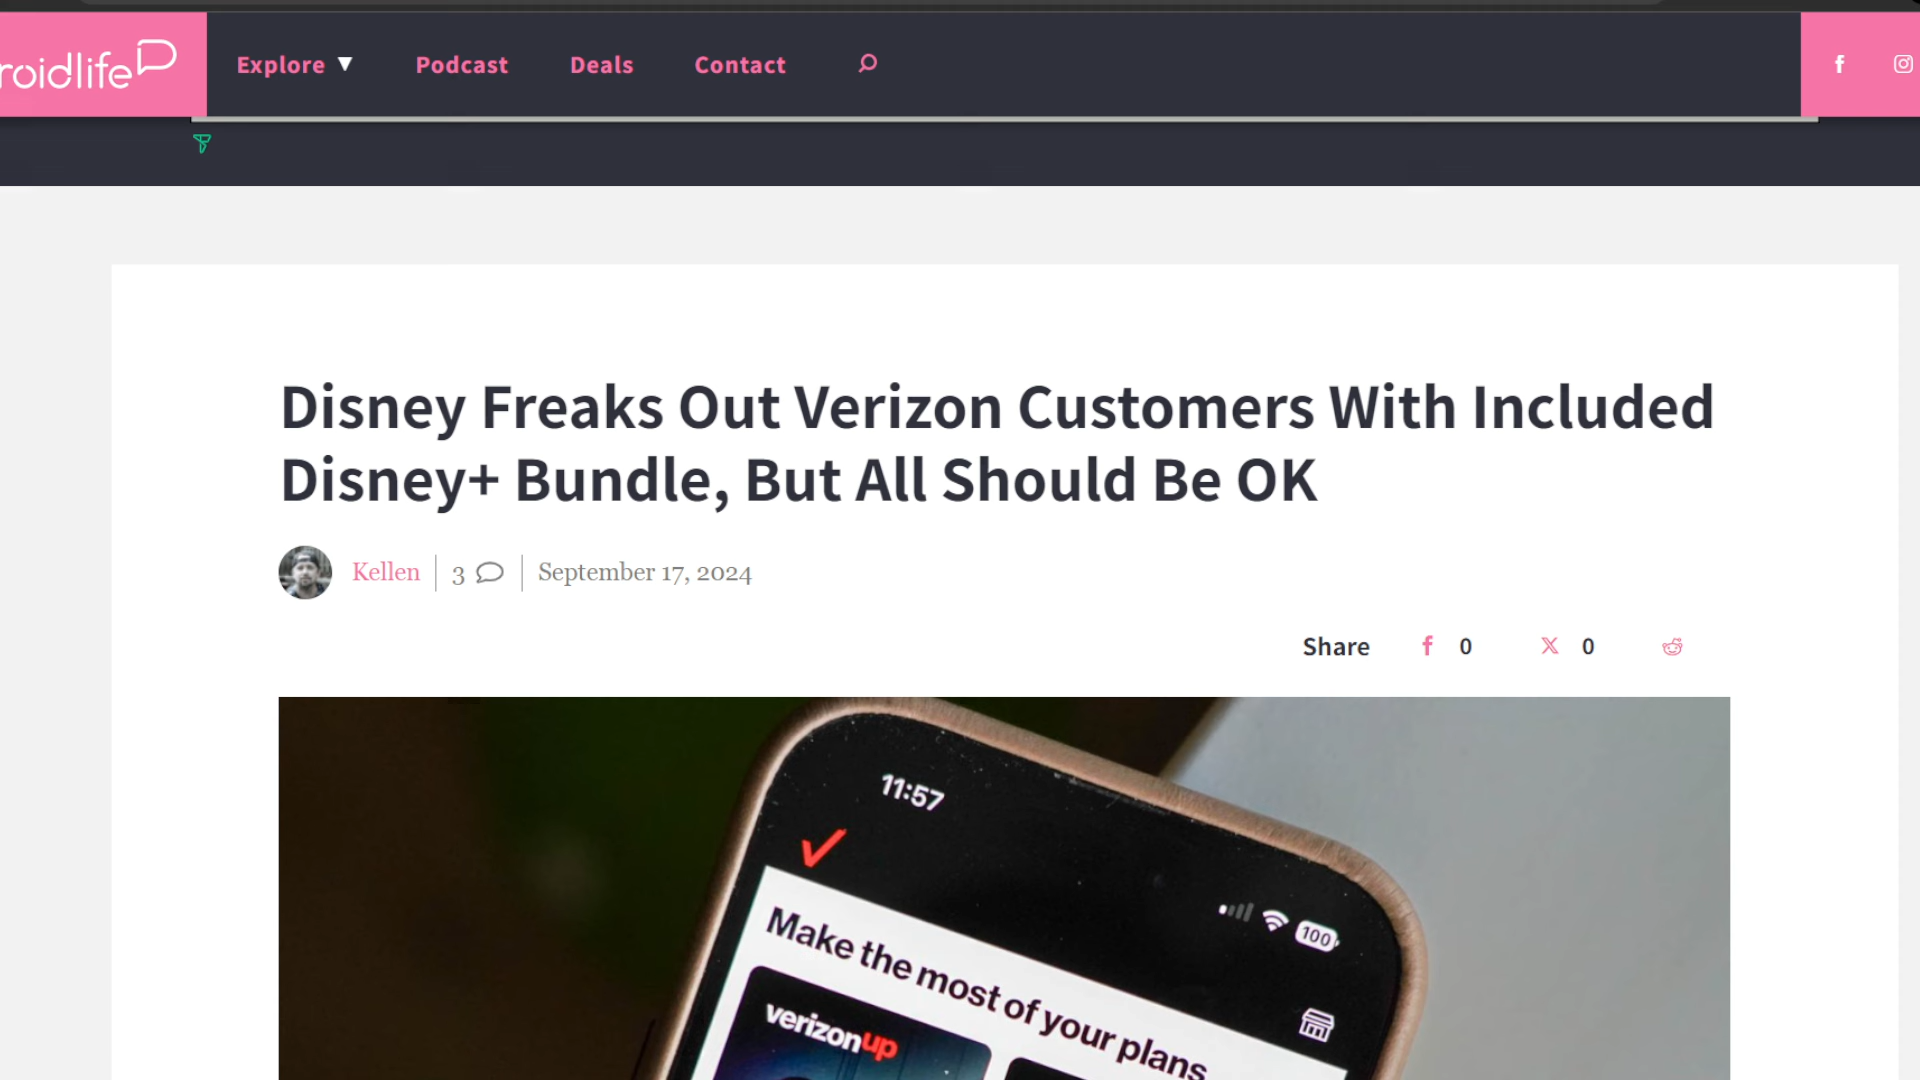 roidlife
Explore ▼ Podcast Deals Contact
Disney Freaks Out Verizon Customers With Included
Disney+ Bundle, But All Should Be OK
Kellen 3 September 17, 2024
Share f 0 X 0
11:57
100
Make the most of your plans
verizonup